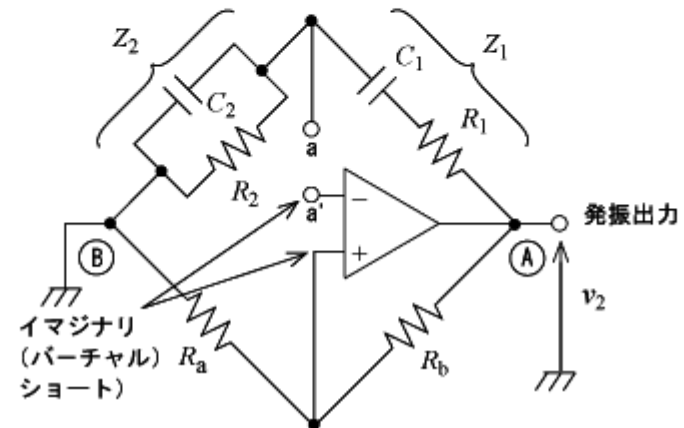 Z2
Z1
C1
C2
R1
a
R2
a'
−
+
発振出力
Ⓑ
Ⓐ
v2
イマジナリ
(バーチャル)
ショート)
Ra
Rb